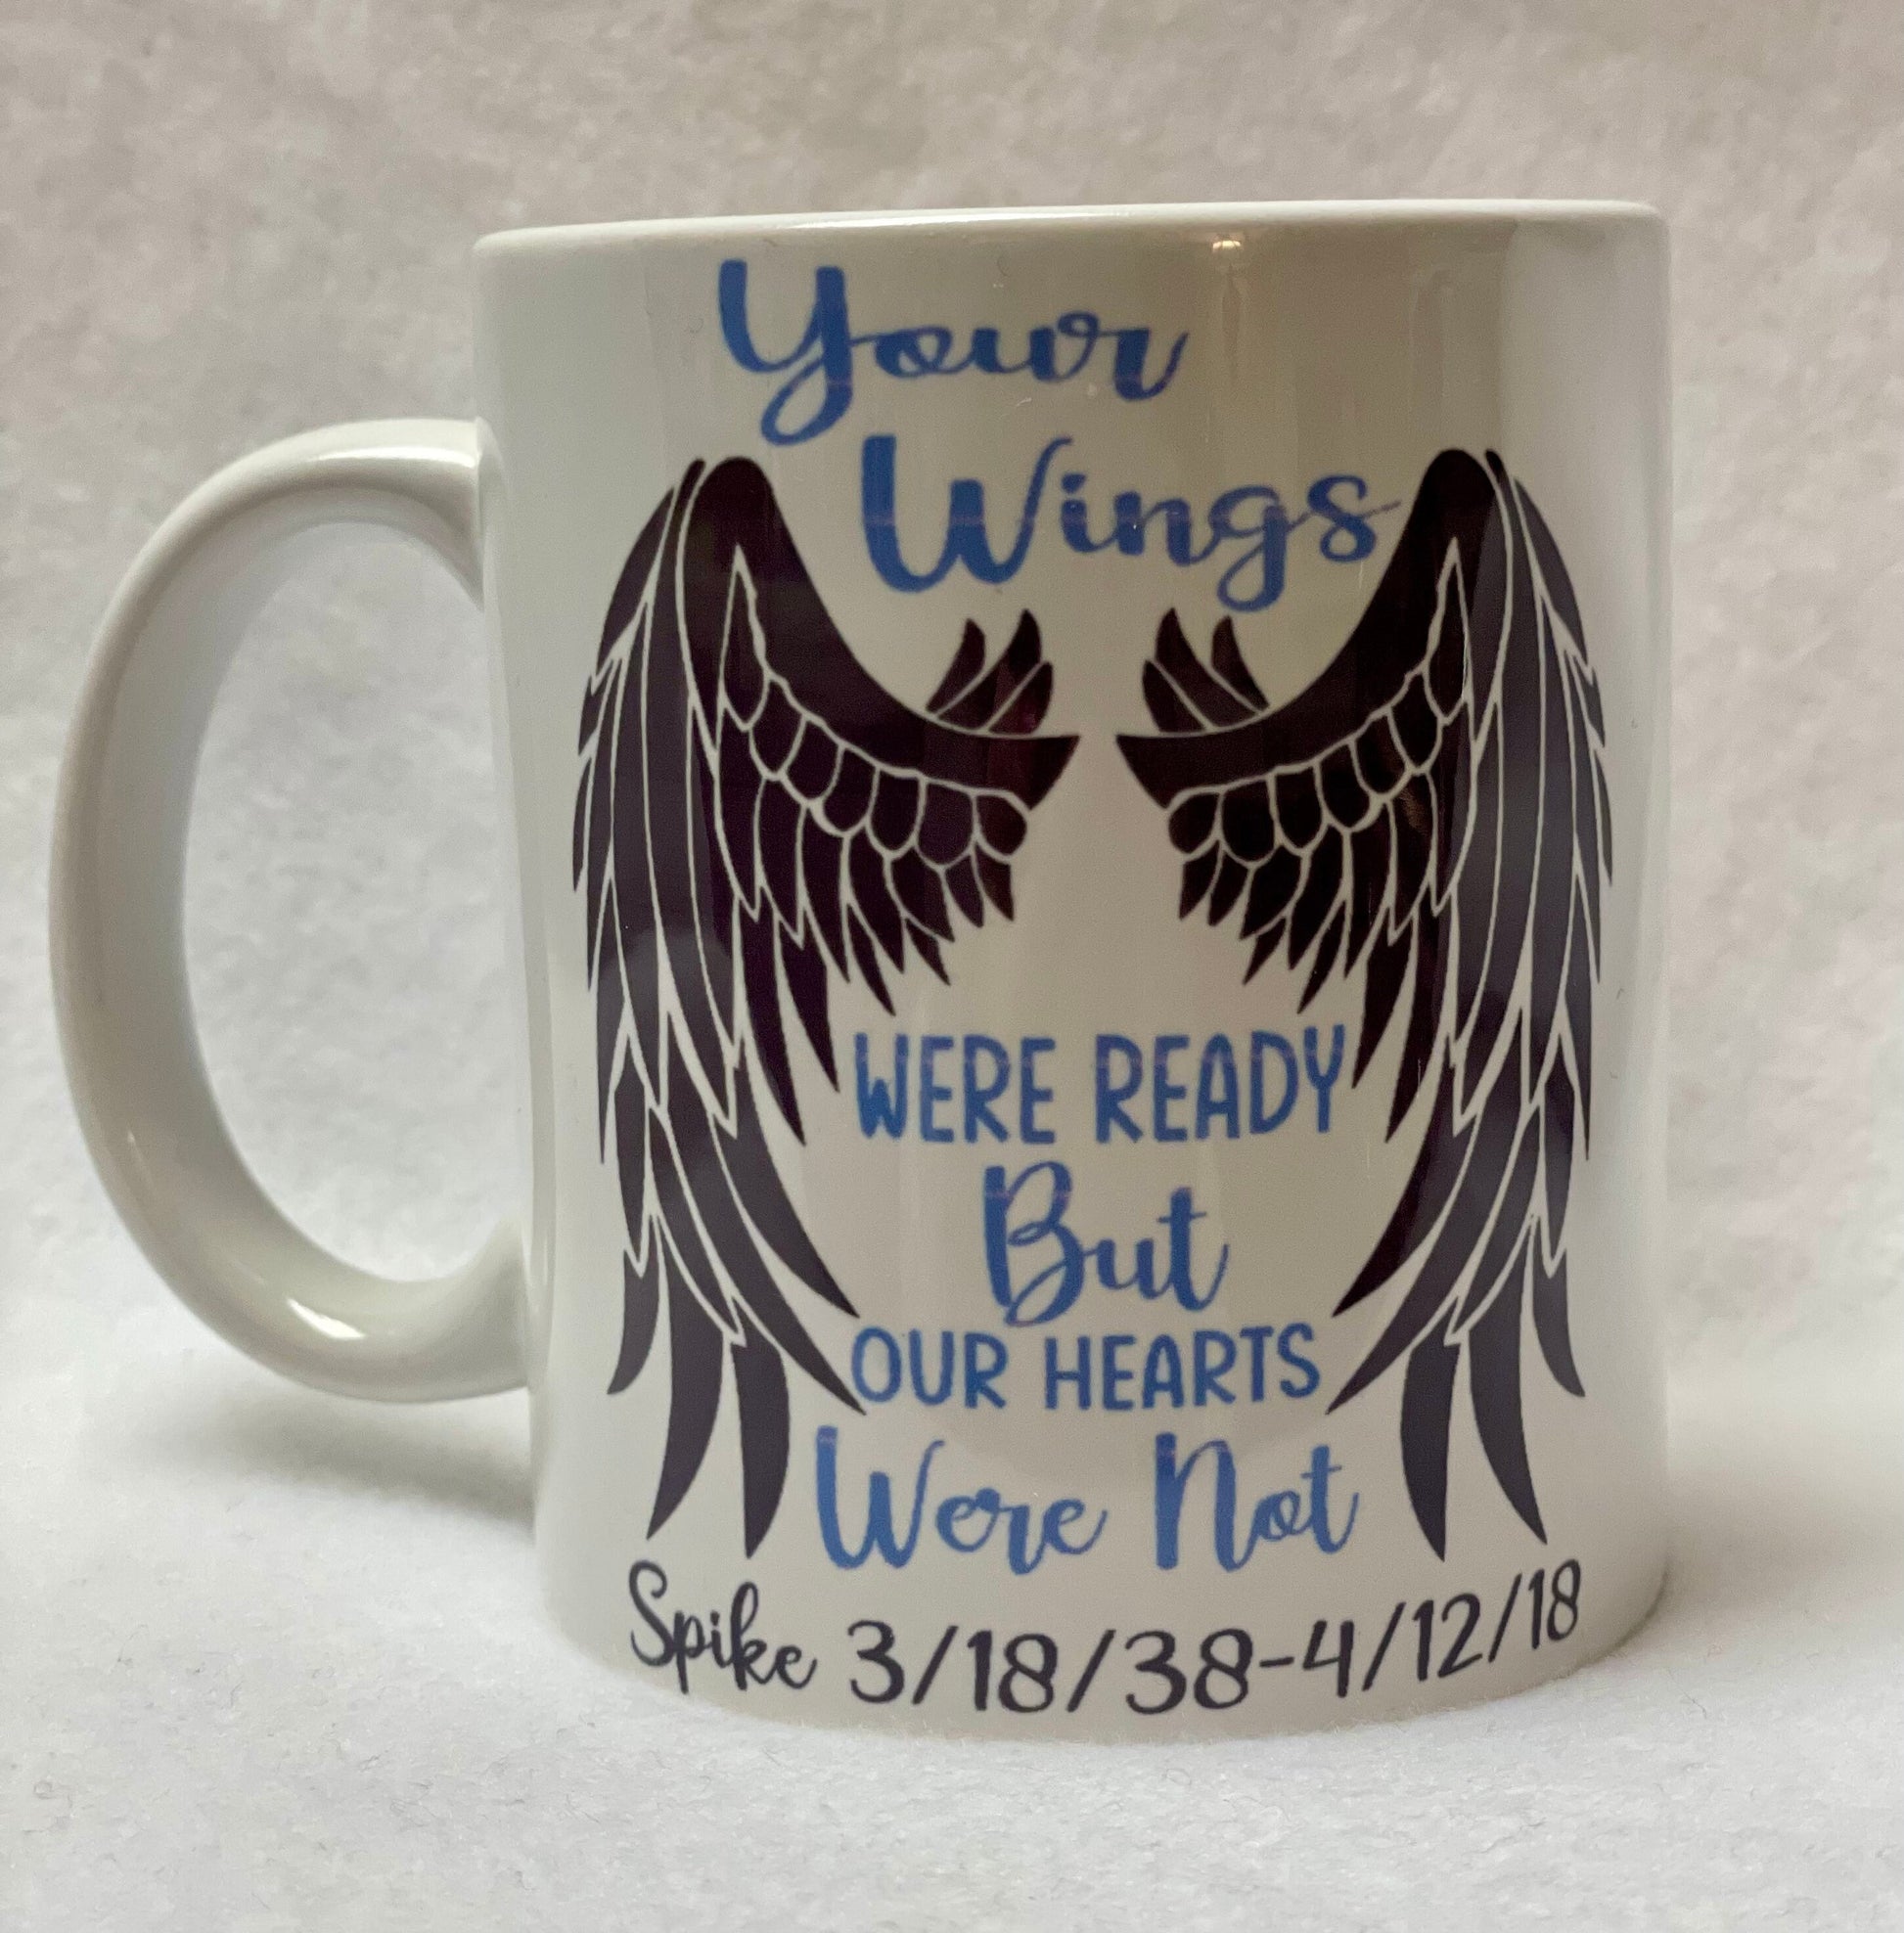 Your
Wings
WERE READY
But
OUR HEARTS
Were Not
Spike 3/18/38-4/12/18